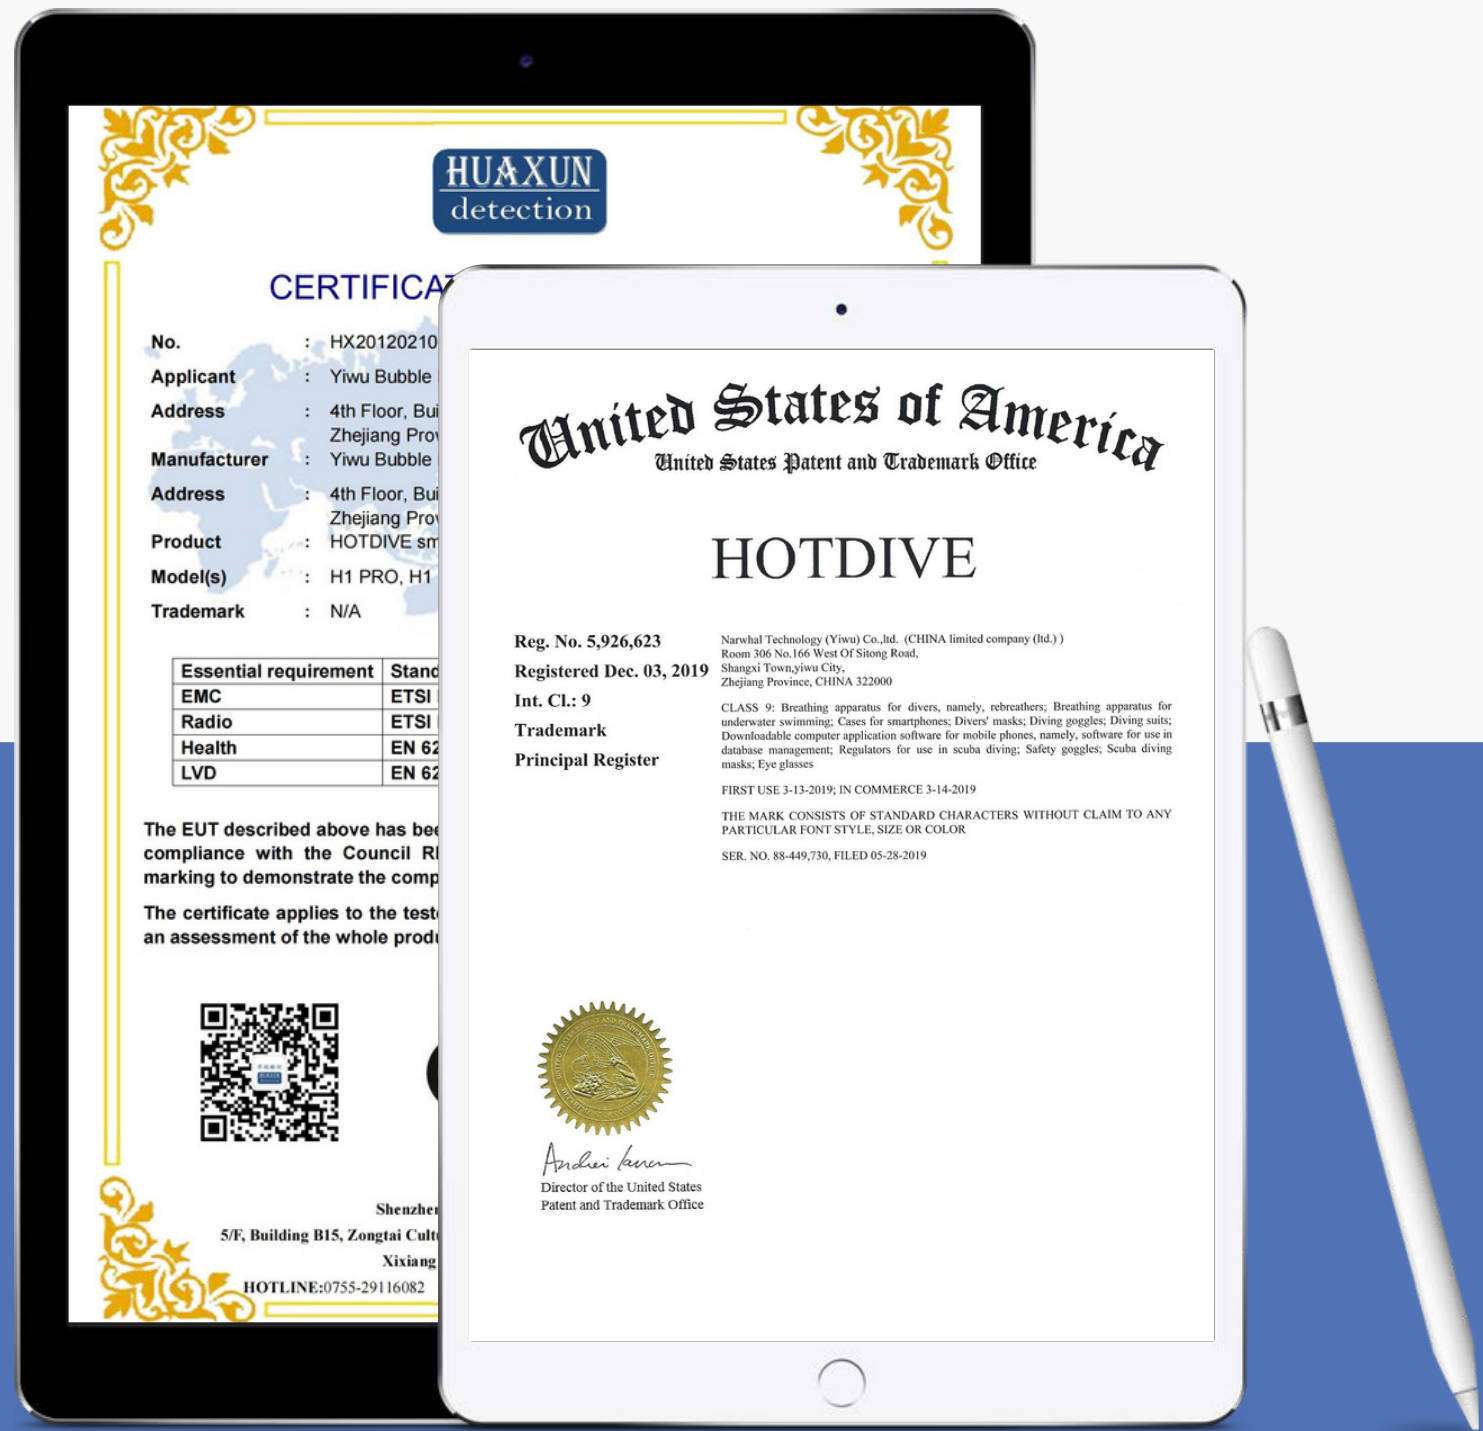 HUAXUN
detection
CERTIFICA
No. : HX20120210
Applicant : Yiwu Bubble
Address : 4th Floor, Bui
Zhejiang Prov
Manufacturer : Yiwu Bubble
Address : 4th Floor, Bui
Zhejiang Prov
Product : HOTDIVE sm
Model(s) : H1 PRO, H1
Trademark : N/A
Essential requirement Stand
EMC ETSI
Radio ETSI
Health EN 62
LVD EN 62
The EUT described above has bee
compliance with the Council R
marking to demonstrate the comp
The certificate applies to the test
an assessment of the whole produ
Shenzhen
5/F, Building B15, Zongtai Cult
Xixiang
HOTLINE:0755-29116082
United States of America
United States Patent and Trademark Office
HOTDIVE
Reg. No. 5,926,623
Registered Dec. 03, 2019
Int. Cl.: 9
Trademark
Principal Register
Narwhal Technology (Yiwu) Co.,ltd. (CHINA limited company (ltd.) )
Room 306 No.166 West Of Sitong Road,
Shangxi Town,yiwu City,
Zhejiang Province, CHINA 322000
CLASS 9: Breathing apparatus for divers, namely, rebreathers; Breathing apparatus for
underwater swimming; Cases for smartphones; Divers' masks; Diving goggles; Diving suits;
Downloadable computer application software for mobile phones, namely, software for use in
database management; Regulators for use in scuba diving; Safety goggles; Scuba diving
masks; Eye glasses
FIRST USE 3-13-2019; IN COMMERCE 3-14-2019
THE MARK CONSISTS OF STANDARD CHARACTERS WITHOUT CLAIM TO ANY
PARTICULAR FONT STYLE, SIZE OR COLOR
SER. NO. 88-449,730, FILED 05-28-2019
Director of the United States
Patent and Trademark Office